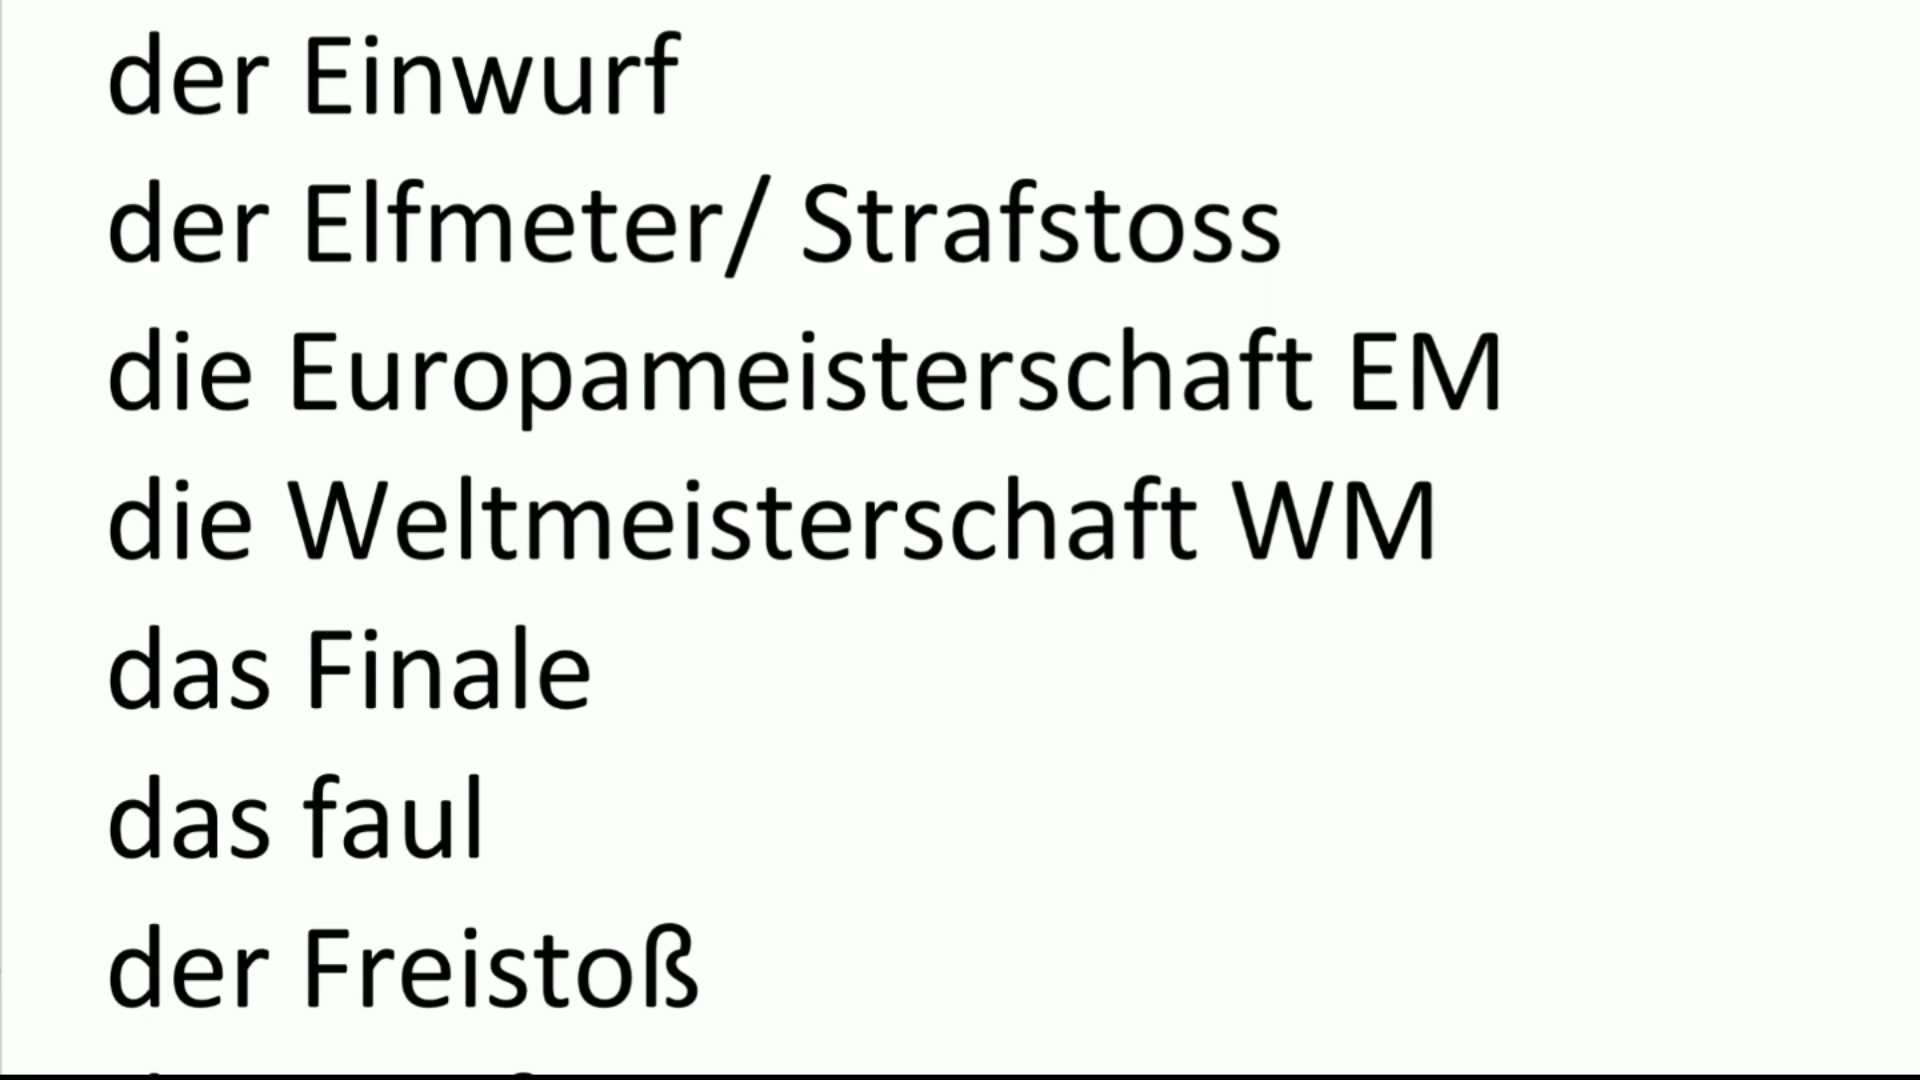 der Einwurf
der Elfmeter/ Strafstoss
die Europameisterschaft EM
die Weltmeisterschaft WM
das Finale
das faul
der Freistoß